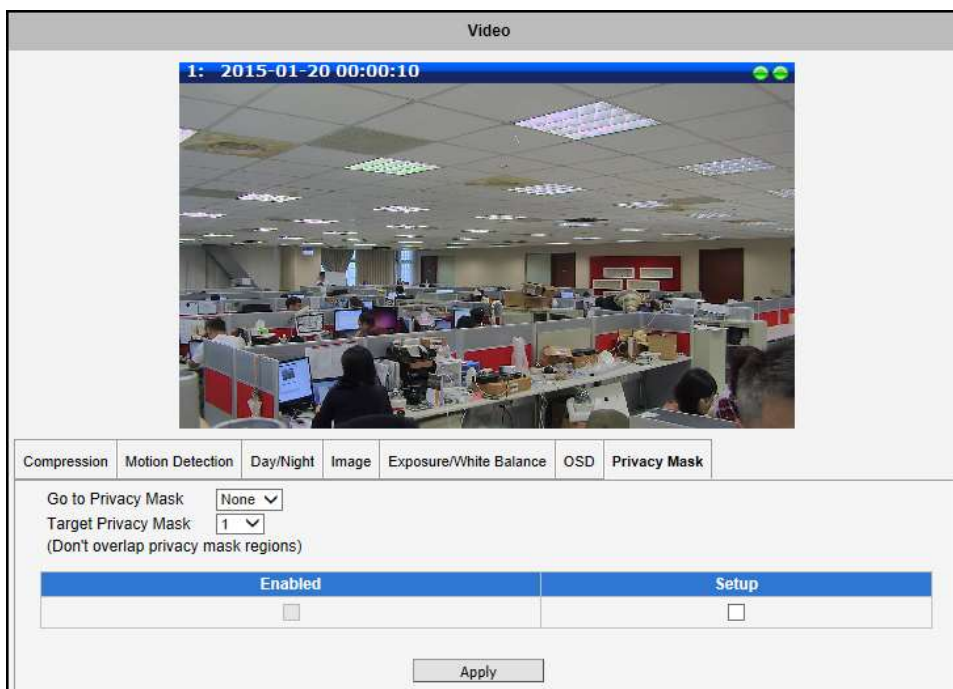 Video
1: 2015-01-20 00:00:10
Compression Motion Detection Day/Night Image Exposure/White Balance OSD Privacy Mask
Go to Privacy Mask None
Target Privacy Mask 1
(Don't overlap privacy mask regions)
Enabled Setup
Apply